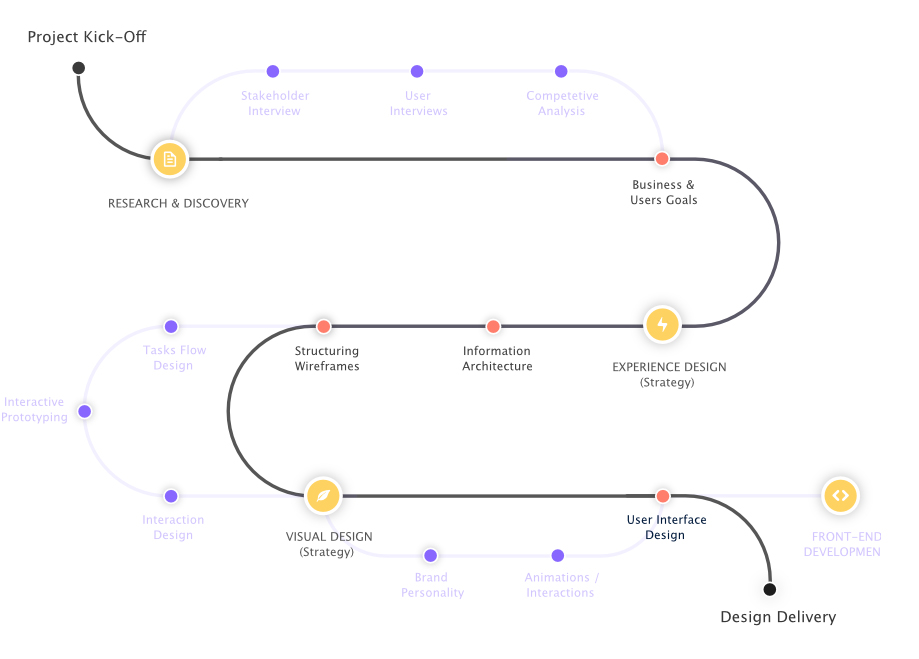 Project Kick-Off
Stakeholder
Interview
User
Interviews
Competetive
Analysis
RESEARCH & DISCOVERY
Business &
Users Goals
Tasks Flow
Design
Structuring
Wireframes
Information
Architecture
EXPERIENCE DESIGN
(Strategy)
Interactive
Prototyping
Interaction
Design
VISUAL DESIGN
(Strategy)
User Interface
Design
FRONT-END
DEVELOPMEN
Brand
Personality
Animations /
Interactions
Design Delivery